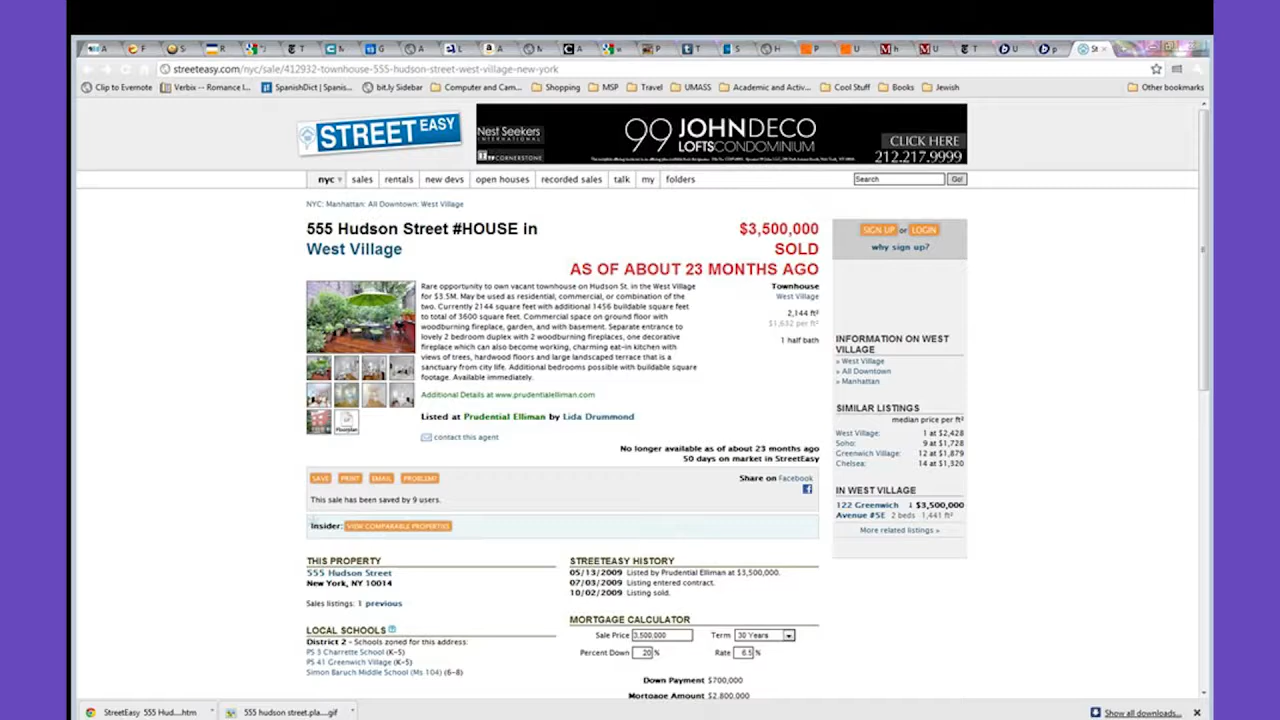 A F S R T C M G A L A M C A w P T S H P U h U T U p St
streeteasy.com/nyc/sale/412932-townhouse-555-hudson-street-west-village-new-york
Clip to Evernote Verbix -- Romance l... SpanishDict | Spanis... bit.ly Sidebar Computer and Cam... Shopping MSP Travel UMASS Academic and Activ... Cool Stuff Books Jewish Other bookmarks
STREET EASY
Nest Seekers
INTERNATIONAL
TF CORNERSTONE
99 JOHN DECO
LOFTS CONDOMINIUM
CLICK HERE
212.217.9999
nyc sales rentals new devs open houses recorded sales talk my folders Search Go!
NYC: Manhattan: All Downtown: West Village
555 Hudson Street #HOUSE in
West Village
$3,500,000
SOLD
AS OF ABOUT 23 MONTHS AGO
Rare opportunity to own vacant townhouse on Hudson St. in the West Village
for $3.5M. May be used as residential, commercial, or combination of the
two. Currently 2144 square feet with additional 1456 buildable square feet
to total of 3600 square feet. Commercial space on ground floor with
woodburning fireplace, garden, and with basement. Separate entrance to
lovely 2 bedroom duplex with 2 woodburning fireplaces, one decorative
fireplace which can also become working, charming eat-in kitchen with
views of trees, hardwood floors and large landscaped terrace that is a
sanctuary from city life. Additional bedrooms possible with buildable square
footage. Available immediately.
Additional Details at www.prudentialelliman.com
Listed at Prudential Elliman by Lida Drummond
contact this agent
Townhouse
West Village
2,144 ft²
$1,632 per ft²
1 half bath
Floorplan
No longer available as of about 23 months ago
50 days on market in StreetEasy
SAVE PRINT EMAIL PROBLEM?
Share on Facebook
This sale has been saved by 9 users.
Insider: VIEW COMPARABLE PROPERTIES
SIGN UP or LOGIN
why sign up?
INFORMATION ON WEST
VILLAGE
» West Village
» All Downtown
» Manhattan
SIMILAR LISTINGS
median price per ft²
West Village: 1 at $2,428
Soho: 9 at $1,728
Greenwich Village: 12 at $1,879
Chelsea: 14 at $1,320
IN WEST VILLAGE
122 Greenwich ↓ $3,500,000
Avenue #5E 2 beds 1,441 ft²
More related listings »
THIS PROPERTY
555 Hudson Street
New York, NY 10014
Sales listings: 1 previous
LOCAL SCHOOLS
District 2 - Schools zoned for this address:
PS 3 Charrette School (K-5)
PS 41 Greenwich Village (K-5)
Simon Baruch Middle School (Ms 104) (6-8)
STREETEASY HISTORY
05/13/2009 Listed by Prudential Elliman at $3,500,000.
07/03/2009 Listing entered contract.
10/02/2009 Listing sold.
MORTGAGE CALCULATOR
Sale Price 3,500,000 Term 30 Years
Percent Down 20 % Rate 6.5 %
Down Payment $700,000
Mortgage Amount $2,800,000
StreetEasy 555 Hud....htm 555 hudson street.pla....gif Show all downloads...